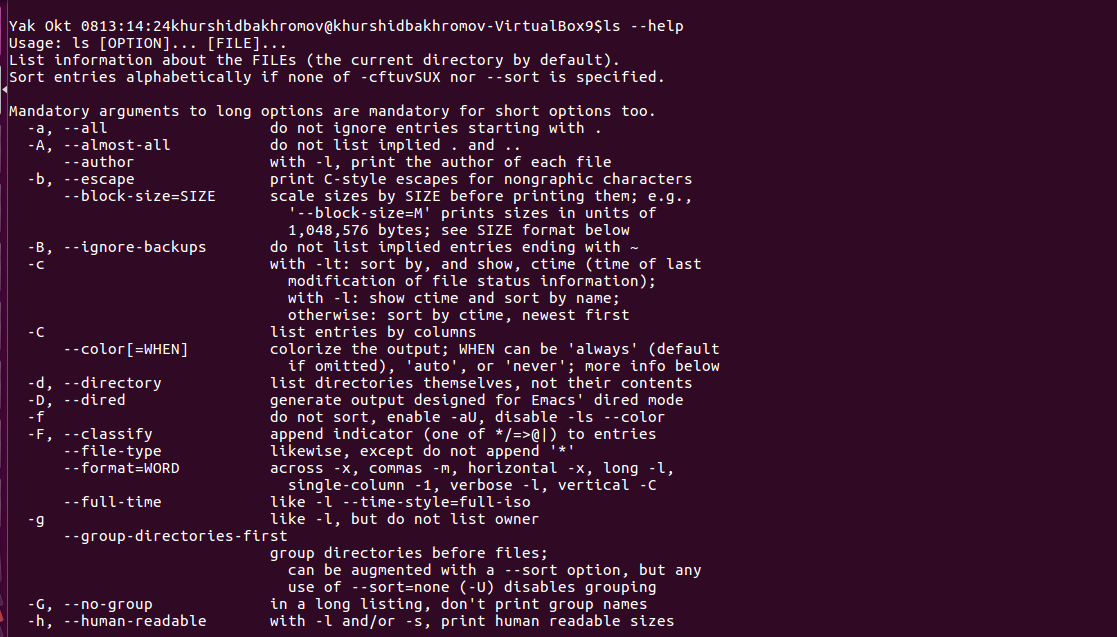 Yak Okt 0813:14:24khurshidbakhromov@khurshidbakhromov-VirtualBox9$ls --help
Usage: ls [OPTION]... [FILE]...
List information about the FILEs (the current directory by default).
Sort entries alphabetically if none of -cftuvSUX nor --sort is specified.

Mandatory arguments to long options are mandatory for short options too.
  -a, --all                  do not ignore entries starting with .
  -A, --almost-all           do not list implied . and ..
      --author               with -l, print the author of each file
  -b, --escape               print C-style escapes for nongraphic characters
      --block-size=SIZE      scale sizes by SIZE before printing them; e.g.,
                               '--block-size=M' prints sizes in units of
                               1,048,576 bytes; see SIZE format below
  -B, --ignore-backups       do not list implied entries ending with ~
  -c                         with -lt: sort by, and show, ctime (time of last
                               modification of file status information);
                               with -l: show ctime and sort by name;
                               otherwise: sort by ctime, newest first
  -C                         list entries by columns
      --color[=WHEN]         colorize the output; WHEN can be 'always' (default
                               if omitted), 'auto', or 'never'; more info below
  -d, --directory            list directories themselves, not their contents
  -D, --dired                generate output designed for Emacs' dired mode
  -f                         do not sort, enable -aU, disable -ls --color
  -F, --classify             append indicator (one of */=>@|) to entries
      --file-type            likewise, except do not append '*'
      --format=WORD          across -x, commas -m, horizontal -x, long -l,
                               single-column -1, verbose -l, vertical -C
      --full-time            like -l --time-style=full-iso
  -g                         like -l, but do not list owner
      --group-directories-first
                             group directories before files;
                               can be augmented with a --sort option, but any
                               use of --sort=none (-U) disables grouping
  -G, --no-group             in a long listing, don't print group names
  -h, --human-readable       with -l and/or -s, print human readable sizes